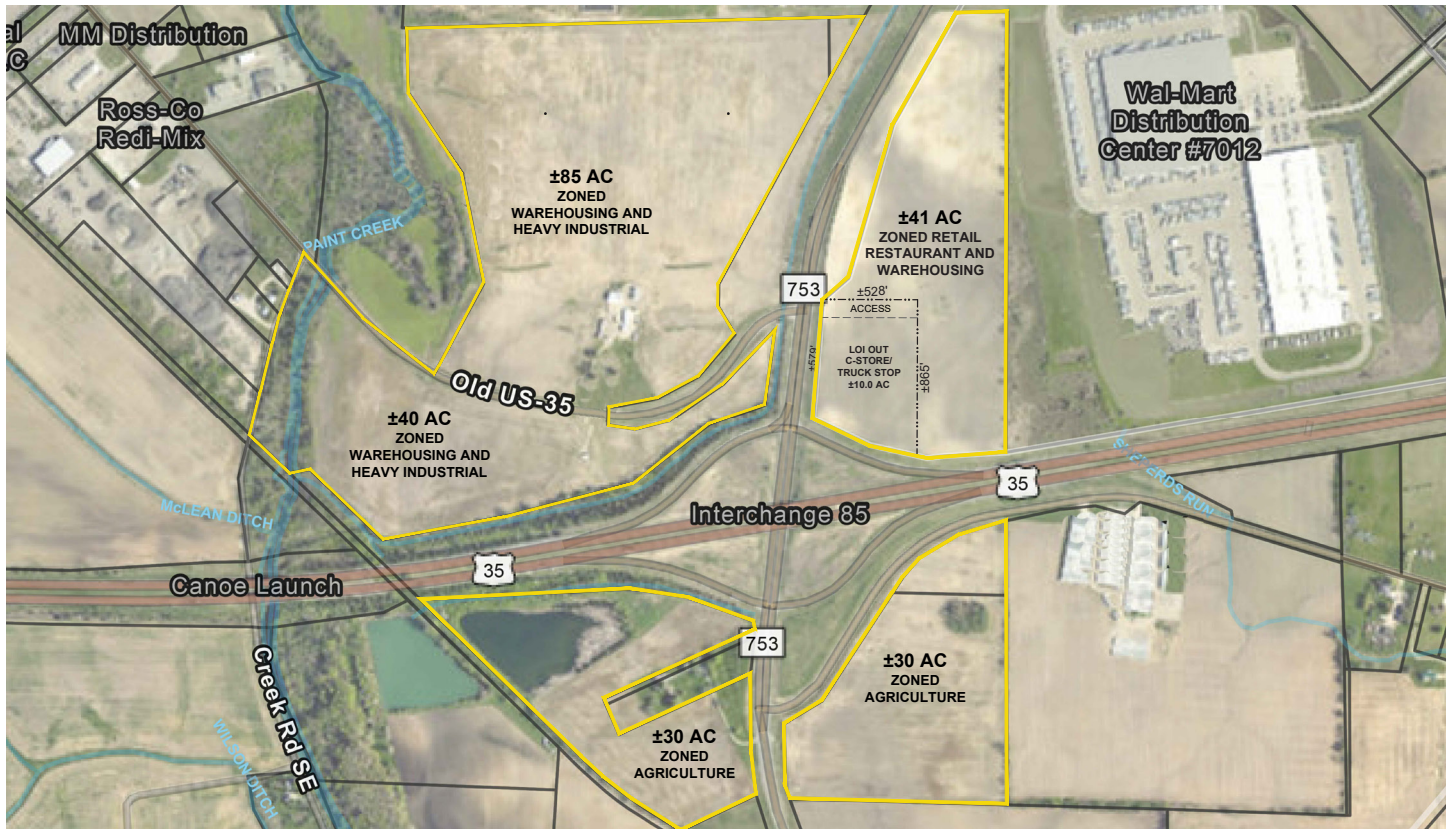 al
C
MM Distribution
Ross-Co
Redi-Mix
Wal-Mart
Distribution
Center #7012
±85 AC
ZONED
WAREHOUSING AND
HEAVY INDUSTRIAL
±41 AC
ZONED RETAIL
RESTAURANT AND
WAREHOUSING
PAINT CREEK
753
±528'
ACCESS
±579'
LOI OUT
C-STORE/
TRUCK STOP
±10.0 AC
±865'
Old US-35
±40 AC
ZONED
WAREHOUSING AND
HEAVY INDUSTRIAL
35
McLEAN DITCH
Interchange 85
35
Canoe Launch
753
Creek Rd SE
±30 AC
ZONED
AGRICULTURE
±30 AC
ZONED
AGRICULTURE
WILSON DITCH
RUN